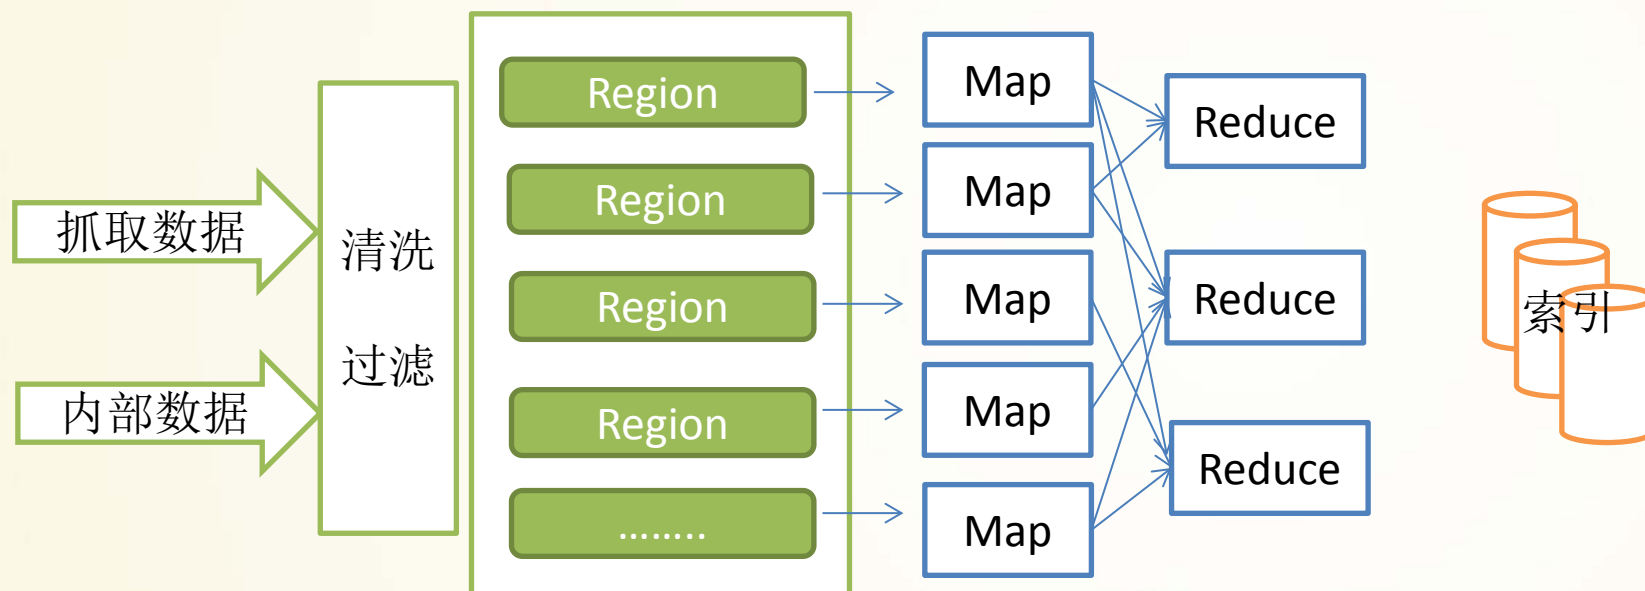 抓取数据
内部数据
清洗
过滤
Region
Region
Region
Region
........
Map
Map
Map
Map
Map
Reduce
Reduce
Reduce
索引